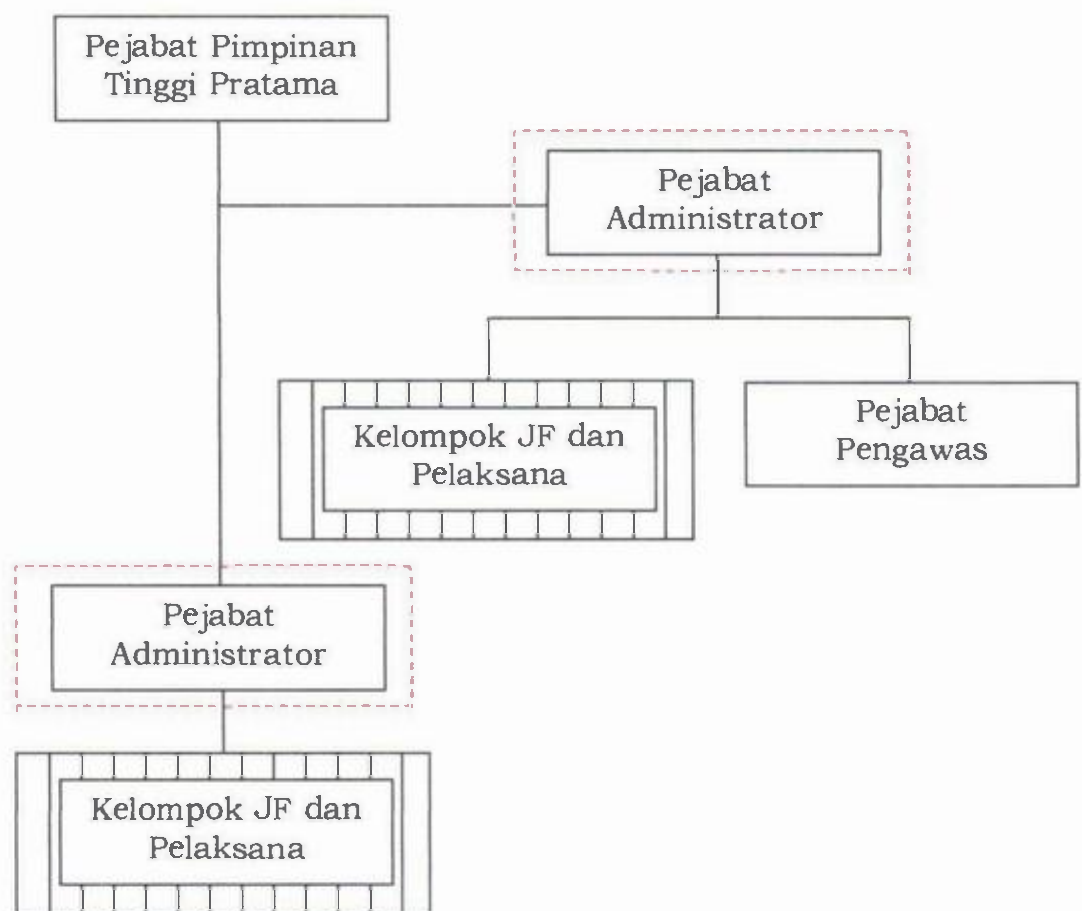 Pejabat Pimpinan
Tinggi Pratama
Pejabat
Administrator
Kelompok JF dan
Pelaksana
Pejabat
Pengawas
Pejabat
Administrator
Kelompok JF dan
Pelaksana